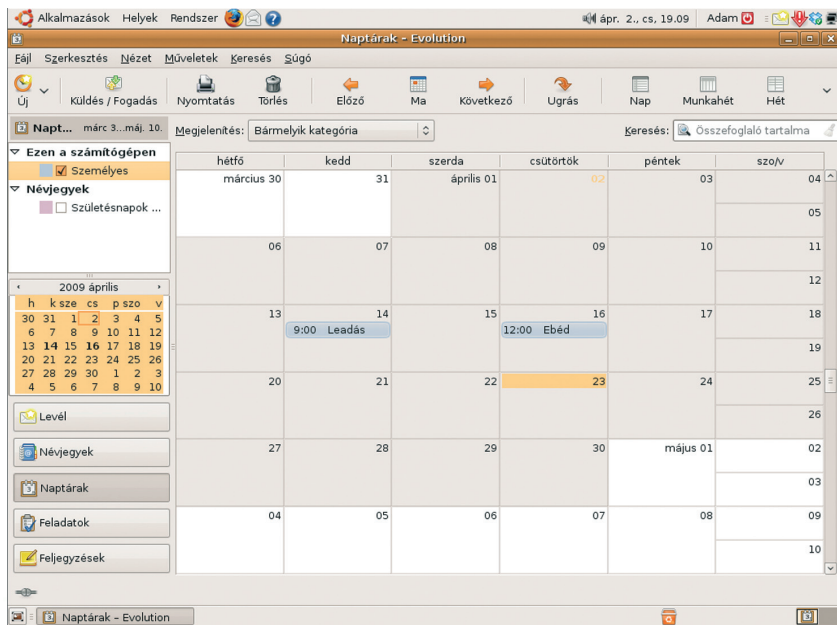 Alkalmazások Helyek Rendszer ápr. 2., cs, 19.09 Adam
Naptárak – Evolution
Fájl Szerkesztés Nézet Műveletek Keresés Súgó
Új Küldés / Fogadás Nyomtatás Törlés Előző Ma Következő Ugrás Nap Munkahét Hét
Napt... márc 3...máj. 10.
Megjelenítés: Bármelyik kategória Keresés: Összefoglaló tartalma
Ezen a számítógépen
Személyes
Névjegyek
Születésnapok ...
2009 április
h k sze cs p szo v
30 31 1 2 3 4 5
6 7 8 9 10 11 12
13 14 15 16 17 18 19
20 21 22 23 24 25 26
27 28 29 30 1 2 3
4 5 6 7 8 9 10
Levél
Névjegyek
Naptárak
Feladatok
Feljegyzések
hétfő kedd szerda csütörtök péntek szo/v
március 30 31 április 01 02 03 04
05
06 07 08 09 10 11
12
13 14 15 16 17 18
9:00 Leadás 12:00 Ebéd
19
20 21 22 23 24 25
26
27 28 29 30 május 01 02
03
04 05 06 07 08 09
10
Naptárak – Evolution